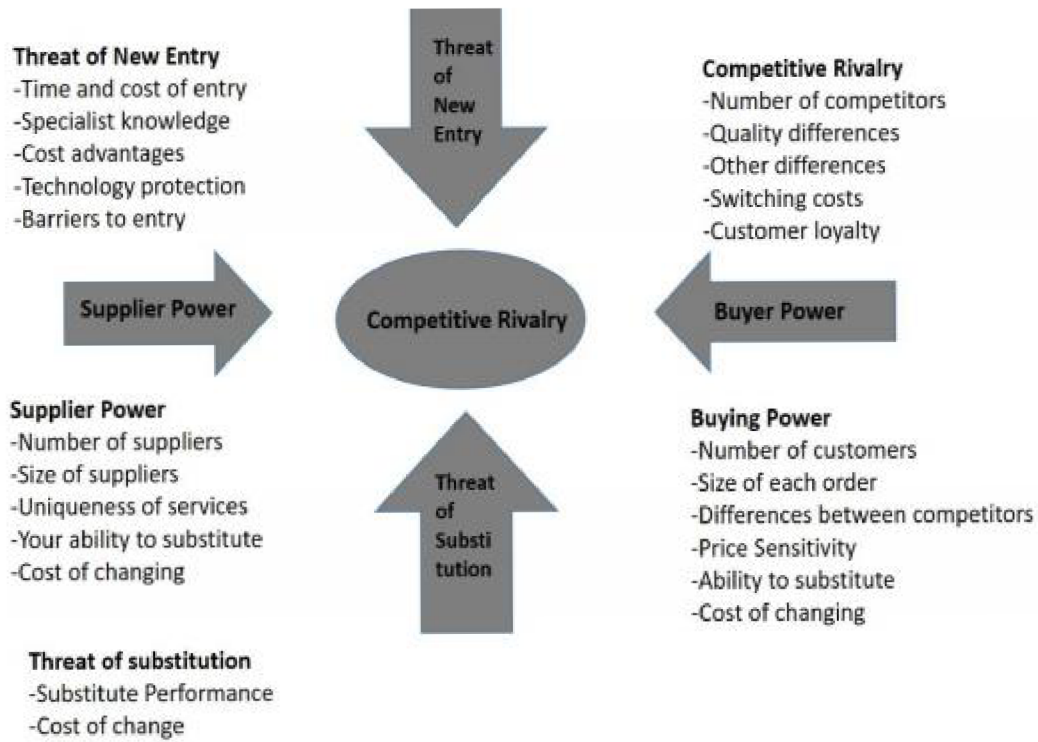 Threat of New Entry
-Time and cost of entry
-Specialist knowledge
-Cost advantages
-Technology protection
-Barriers to entry
Threat
of
New
Entry
Competitive Rivalry
-Number of competitors
-Quality differences
-Other differences
-Switching costs
-Customer loyalty
Supplier Power
Competitive Rivalry
Buyer Power
Supplier Power
-Number of suppliers
-Size of suppliers
-Uniqueness of services
-Your ability to substitute
-Cost of changing
Threat
of
Substi
tution
Buying Power
-Number of customers
-Size of each order
-Differences between competitors
-Price Sensitivity
-Ability to substitute
-Cost of changing
Threat of substitution
-Substitute Performance
-Cost of change